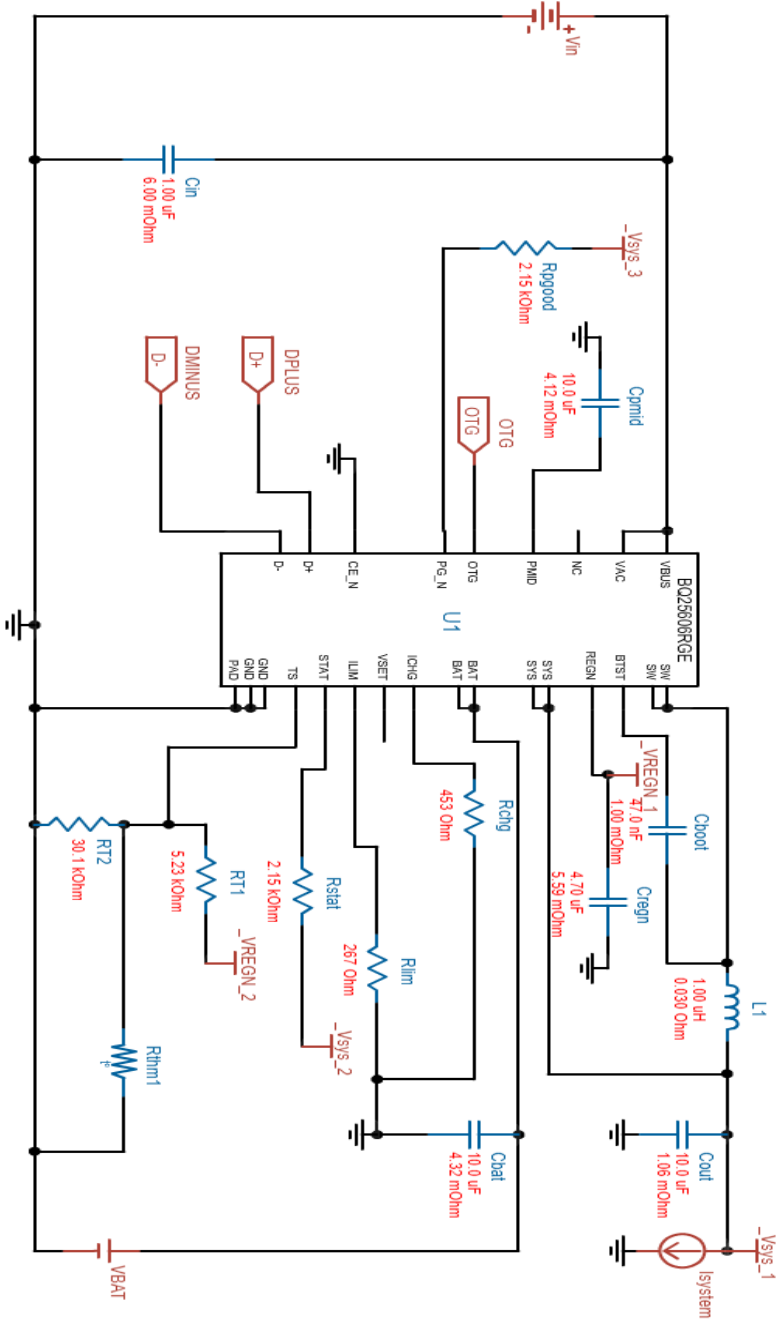 Vin
+
-
Cin
1.00 uF
6.00 mOhm
_Vsys_3
Rpgood
2.15 kOhm
Cpmid
10.0 uF
4.12 mOhm
OTG
OTG
DPLUS
D+
DMINUS
D-
BQ25606RGE
U1
VBUS
VAC
NC
PMID
OTG
PG_N
CE_N
D+
D-
SW
SW
BTST
REGN
SYS
SYS
BAT
BAT
ICHG
VSET
ILIM
STAT
TS
GND
GND
PAD
_VREGN_1
Cboot
47.0 nF
1.00 mOhm
Cregn
4.70 uF
5.59 mOhm
L1
1.00 uH
0.030 Ohm
Rchg
453 Ohm
Rlim
267 Ohm
Rstat
2.15 kOhm
_Vsys_2
RT1
5.23 kOhm
_VREGN_2
RT2
30.1 kOhm
Rthm1
t°
Cbat
10.0 uF
4.32 mOhm
Cout
10.0 uF
1.06 mOhm
_Vsys_1
Isystem
VBAT